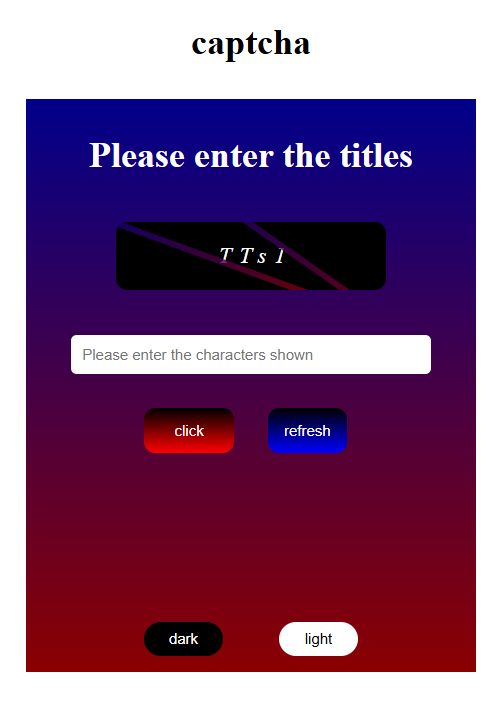 captcha
Please enter the titles
T T s 1
Please enter the characters shown
click refresh
dark light